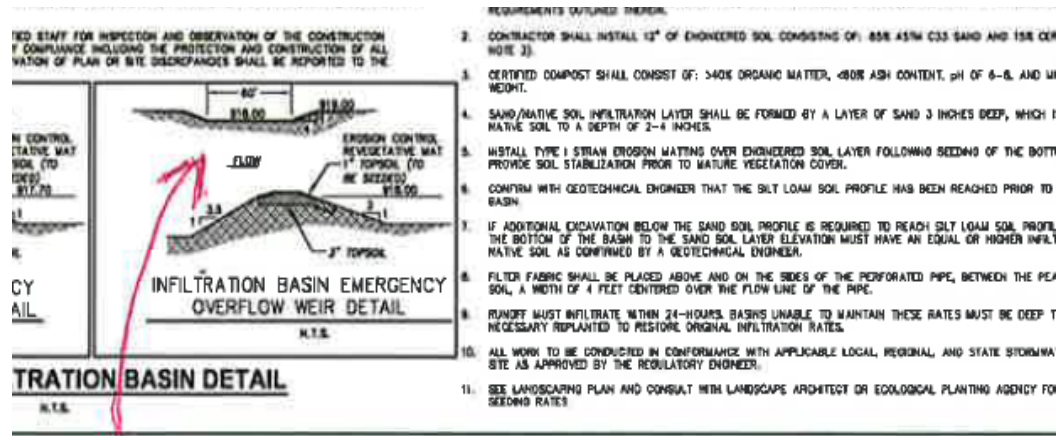 REQUIREMENTS OUTLINED THEREIN.
STAFF FOR INSPECTION AND OBSERVATION OF THE CONSTRUCTION
COMPLIANCE INCLUDING THE PROTECTION AND CONSTRUCTION OF ALL
OF PLAN OR SITE DISCREPANCIES SHALL BE REPORTED TO THE
60'
919.00
918.00
4
CONTROL
MAT
(TO
917.70
1
FLOW
EROSION CONTROL
REVEGETATIVE MAT
1" TOPSOIL (TO
BE SEEDED)
918.00
3.3
1
2
1
3" TOPSOIL
INFILTRATION BASIN EMERGENCY
OVERFLOW WEIR DETAIL
N.T.S.
TRATION BASIN DETAIL
N.T.S.
2. CONTRACTOR SHALL INSTALL 12" OF ENGINEERED SOIL CONSISTING OF: 85% ASTM C33 SAND AND 15% CER
NOTE 3).
3. CERTIFIED COMPOST SHALL CONSIST OF: >40% ORGANIC MATTER, <60% ASH CONTENT, pH OF 6-8, AND
WEIGHT.
4. SAND/NATIVE SOIL INFILTRATION LAYER SHALL BE FORMED BY A LAYER OF SAND 3 INCHES DEEP, WHICH
NATIVE SOIL TO A DEPTH OF 2-4 INCHES.
5. INSTALL TYPE I STRAW EROSION MATTING OVER ENGINEERED SOIL LAYER FOLLOWING SEEDING OF THE
PROVIDE SOIL STABILIZATION PRIOR TO MATURE VEGETATION COVER.
6. CONFIRM WITH GEOTECHNICAL ENGINEER THAT THE SILT LOAM SOIL PROFILE HAS BEEN REACHED PRIOR TO
BASIN.
7. IF ADDITIONAL EXCAVATION BELOW THE SAND SOIL PROFILE IS REQUIRED TO REACH SILT LOAM SOIL
THE BOTTOM OF THE BASIN TO THE SAND SOIL LAYER ELEVATION MUST HAVE AN EQUAL OR HIGHER
NATIVE SOIL AS CONFIRMED BY A GEOTECHNICAL ENGINEER.
8. FILTER FABRIC SHALL BE PLACED ABOVE AND ON THE SIDES OF THE PERFORATED PIPE, BETWEEN THE PEA
SOIL, A WIDTH OF 4 FEET CENTERED OVER THE FLOW LINE OF THE PIPE.
9. RUNOFF MUST INFILTRATE WITHIN 24-HOURS. BASINS UNABLE TO MAINTAIN THESE RATES MUST BE DEEP T
NECESSARY REPLANTED TO RESTORE ORIGINAL INFILTRATION RATES.
10. ALL WORK TO BE CONDUCTED IN CONFORMANCE WITH APPLICABLE LOCAL, REGIONAL, AND STATE STORMWA
SITE AS APPROVED BY THE REGULATORY ENGINEER.
11. SEE LANDSCAPING PLAN AND CONSULT WITH LANDSCAPE ARCHITECT OR ECOLOGICAL PLANTING AGENCY FO
SEEDING RATES